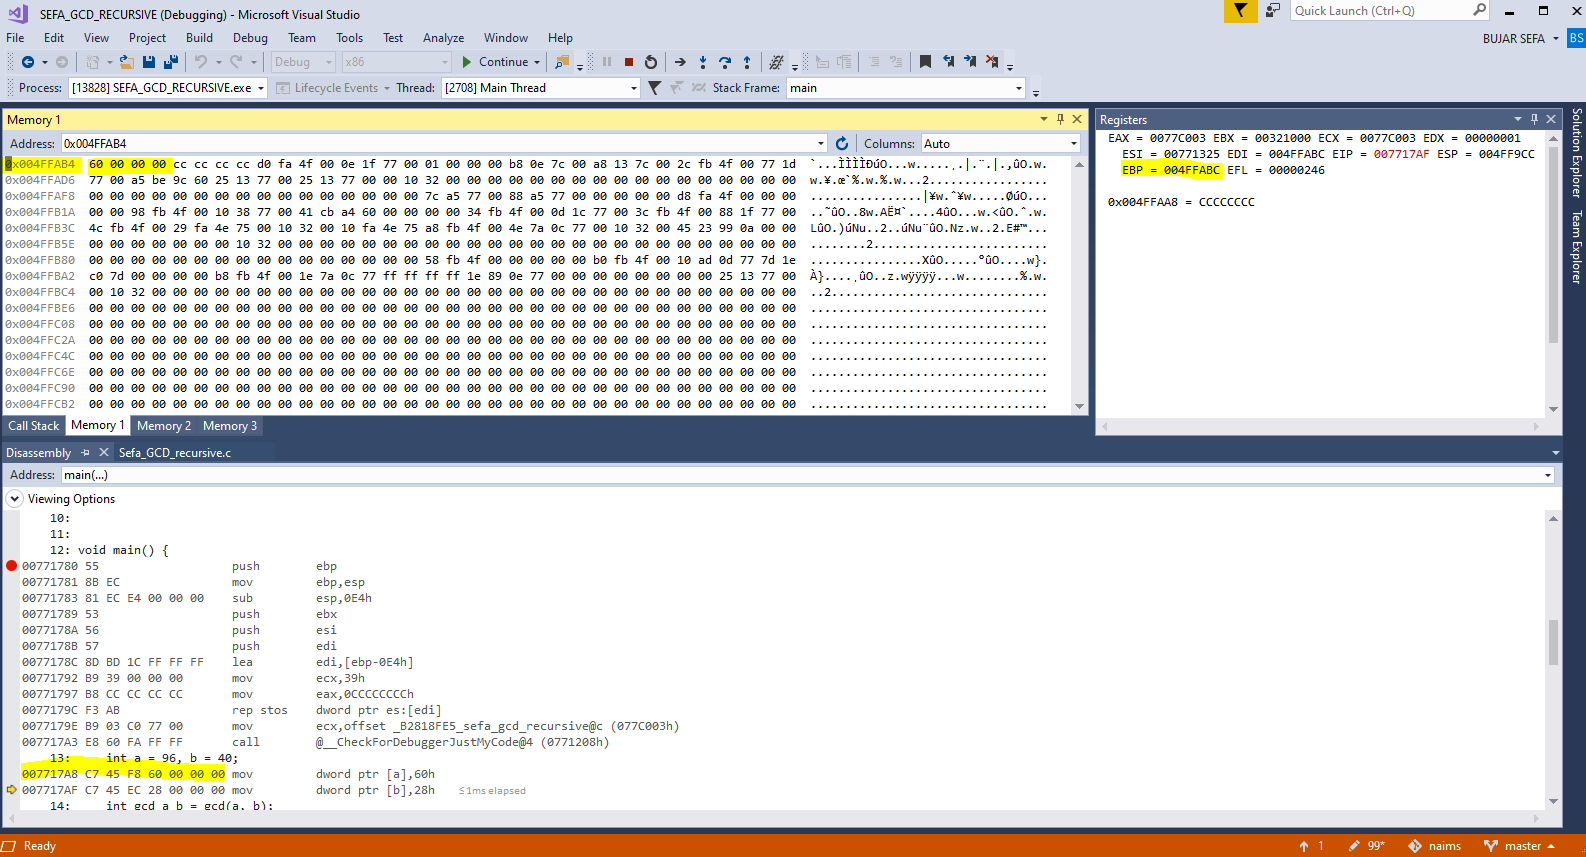 SEFA_GCD_RECURSIVE (Debugging) - Microsoft Visual Studio
Quick Launch (Ctrl+Q)
File Edit View Project Build Debug Team Tools Test Analyze Window Help
BUJAR SEFA BS
Debug x86 Continue
Process: [13828] SEFA_GCD_RECURSIVE.exe Lifecycle Events Thread: [2708] Main Thread Stack Frame: main
Memory 1
Address: 0x004FFAB4 Columns: Auto
0x004FFAB4 60 00 00 00 cc cc cc cc d0 fa 4f 00 0e 1f 77 00 01 00 00 00 b8 0e 7c 00 a8 13 7c 00 2c fb 4f 00 77 1d `...ÌÌÌÌÐúO...w.....¸.|.¨.|.,ûO.w.
0x004FFAD6 77 00 a5 be 9c 60 25 13 77 00 25 13 77 00 00 10 32 00 00 00 00 00 00 00 00 00 00 00 00 00 00 00 00 00 w.¥.œ`%.w.%.w...2.................
0x004FFAF8 00 00 00 00 00 00 00 00 00 00 00 00 00 00 00 00 7c a5 77 00 88 a5 77 00 00 00 00 00 d8 fa 4f 00 00 00 ................|¥w.ˆ¥w.....ØúO...
0x004FFB1A 00 00 98 fb 4f 00 10 38 77 00 41 cb a4 60 00 00 00 00 34 fb 4f 00 0d 1c 77 00 3c fb 4f 00 88 1f 77 00 ..˜ûO..8w.AË¤`....4ûO...w.<ûO.ˆ.w.
0x004FFB3C 4c fb 4f 00 29 fa 4e 75 00 10 32 00 10 fa 4e 75 a8 fb 4f 00 4e 7a 0c 77 00 10 32 00 45 23 99 0a 00 00 LûO.)úNu..2..úNu¨ûO.Nz.w..2.E#™...
0x004FFB5E 00 00 00 00 00 00 00 10 32 00 00 00 00 00 00 00 00 00 00 00 00 00 00 00 00 00 00 00 00 00 00 00 00 00 ........2.........................
0x004FFB80 00 00 00 00 00 00 00 00 00 00 00 00 00 00 00 00 58 fb 4f 00 00 00 00 00 b0 fb 4f 00 10 ad 0d 77 7d 1e ................XûO.....°ûO....w}.
0x004FFBA2 c0 7d 00 00 00 00 b8 fb 4f 00 1e 7a 0c 77 ff ff ff ff 1e 89 0e 77 00 00 00 00 00 00 00 00 25 13 77 00 À}....¸ûO..z.wÿÿÿÿ...w........%.w.
0x004FFBC4 00 10 32 00 00 00 00 00 00 00 00 00 00 00 00 00 00 00 00 00 00 00 00 00 00 00 00 00 00 00 00 00 00 00 ..2...............................
0x004FFBE6 00 00 00 00 00 00 00 00 00 00 00 00 00 00 00 00 00 00 00 00 00 00 00 00 00 00 00 00 00 00 00 00 00 00 ..................................
0x004FFC08 00 00 00 00 00 00 00 00 00 00 00 00 00 00 00 00 00 00 00 00 00 00 00 00 00 00 00 00 00 00 00 00 00 00 ..................................
0x004FFC2A 00 00 00 00 00 00 00 00 00 00 00 00 00 00 00 00 00 00 00 00 00 00 00 00 00 00 00 00 00 00 00 00 00 00 ..................................
0x004FFC4C 00 00 00 00 00 00 00 00 00 00 00 00 00 00 00 00 00 00 00 00 00 00 00 00 00 00 00 00 00 00 00 00 00 00 ..................................
0x004FFC6E 00 00 00 00 00 00 00 00 00 00 00 00 00 00 00 00 00 00 00 00 00 00 00 00 00 00 00 00 00 00 00 00 00 00 ..................................
0x004FFC90 00 00 00 00 00 00 00 00 00 00 00 00 00 00 00 00 00 00 00 00 00 00 00 00 00 00 00 00 00 00 00 00 00 00 ..................................
0x004FFCB2 00 00 00 00 00 00 00 00 00 00 00 00 00 00 00 00 00 00 00 00 00 00 00 00 00 00 00 00 00 00 00 00 00 00 ..................................
Call Stack Memory 1 Memory 2 Memory 3
Registers
EAX = 0077C003 EBX = 00321000 ECX = 0077C003 EDX = 00000001
ESI = 00771325 EDI = 004FFABC EIP = 007717AF ESP = 004FF9CC
EBP = 004FFABC EFL = 00000246
0x004FFAA8 = CCCCCCCC
Solution Explorer
Team Explorer
Disassembly Sefa_GCD_recursive.c
Address: main(...)
Viewing Options
10:
11:
12: void main() {
00771780 55 push ebp
00771781 8B EC mov ebp,esp
00771783 81 EC E4 00 00 00 sub esp,0E4h
00771789 53 push ebx
0077178A 56 push esi
0077178B 57 push edi
0077178C 8D BD 1C FF FF FF lea edi,[ebp-0E4h]
00771792 B9 39 00 00 00 mov ecx,39h
00771797 B8 CC CC CC CC mov eax,0CCCCCCCCh
0077179C F3 AB rep stos dword ptr es:[edi]
0077179E B9 03 C0 77 00 mov ecx,offset _B2818FE5_sefa_gcd_recursive@c (077C003h)
007717A3 E8 60 FA FF FF call @__CheckForDebuggerJustMyCode@4 (0771208h)
13: int a = 96, b = 40;
007717A8 C7 45 F8 60 00 00 00 mov dword ptr [a],60h
007717AF C7 45 EC 28 00 00 00 mov dword ptr [b],28h ≤1ms elapsed
14: int gcd_a_b = gcd(a, b);
Ready 1 99* naims master